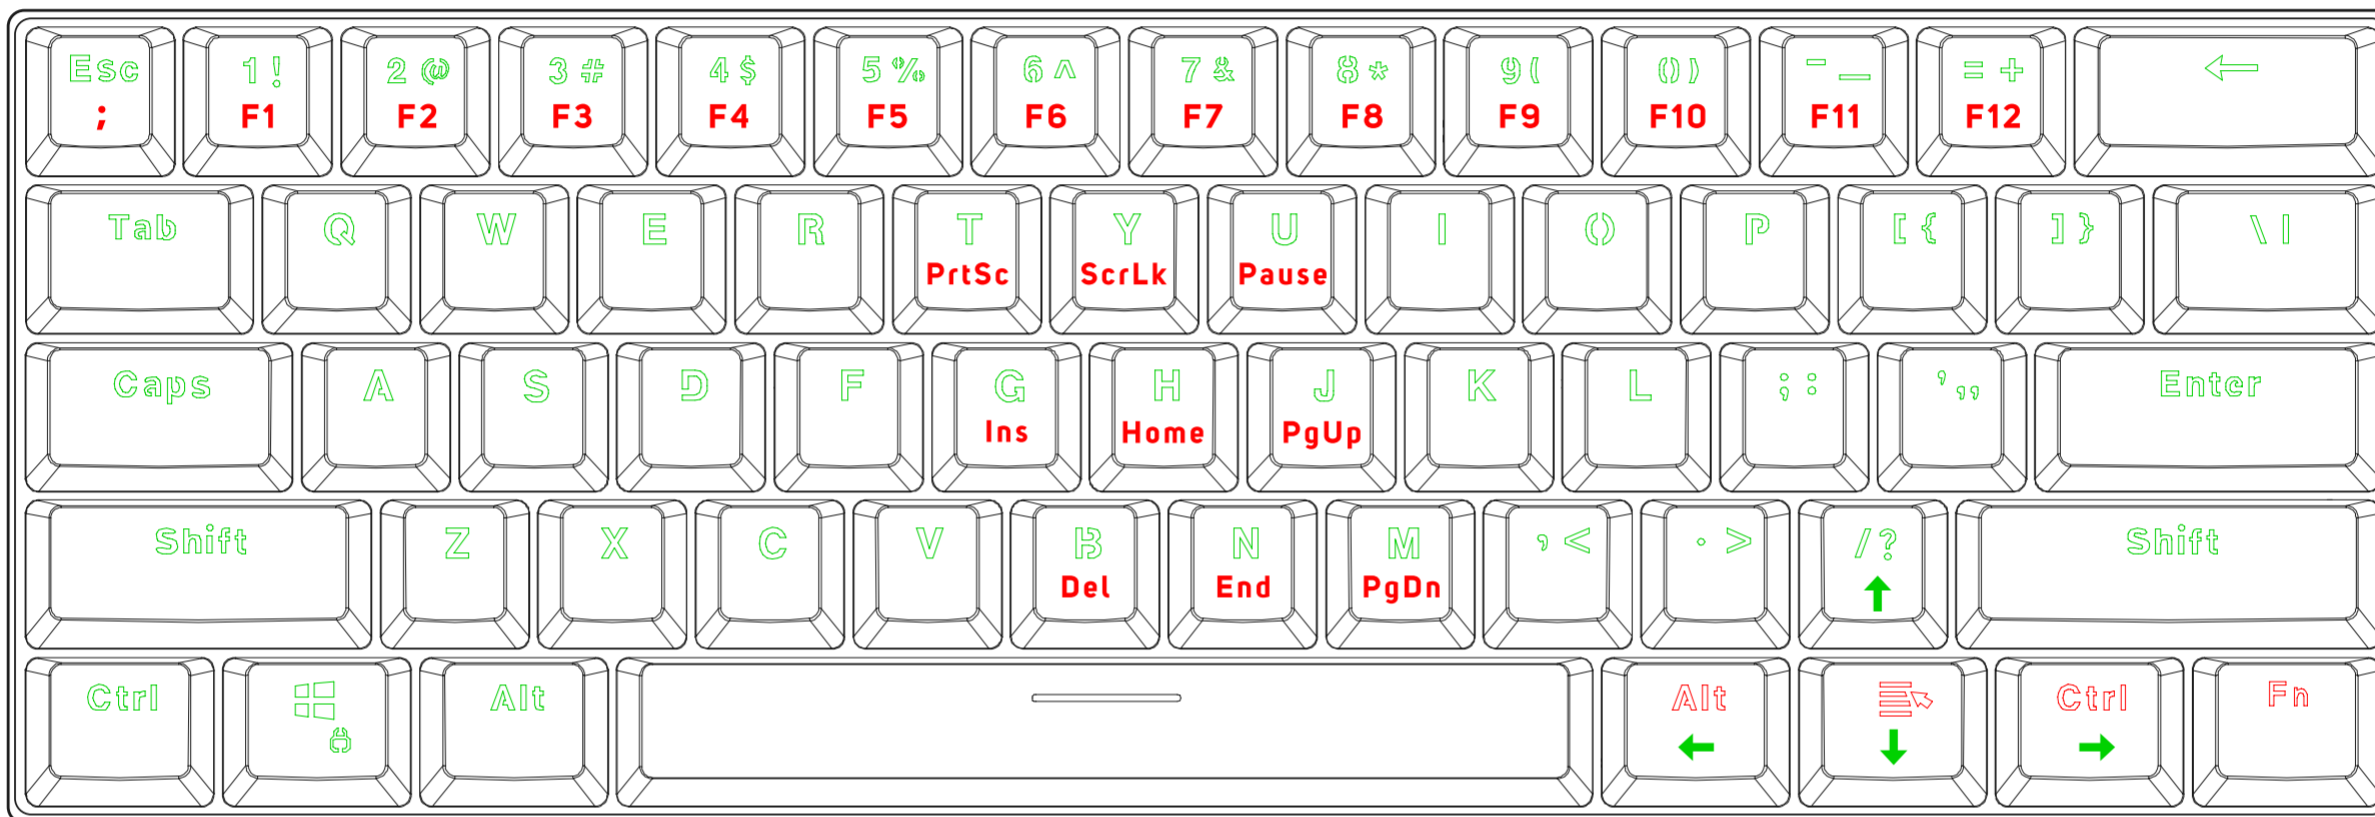 Esc 1 ! 2 @ 3 # 4 $ 5 % 6 ^ 7 & 8 * 9 ( 0 ) - _ = + ←
; F1 F2 F3 F4 F5 F6 F7 F8 F9 F10 F11 F12
Tab Q W E R T Y U I O P [ { ] } \ |
PrtSc ScrLk Pause
Caps A S D F G H J K L ; : ' " Enter
Ins Home PgUp
Shift Z X C V B N M , < . > / ? Shift
Del End PgDn ↑
Ctrl Alt Alt Ctrl Fn
← ↓ →